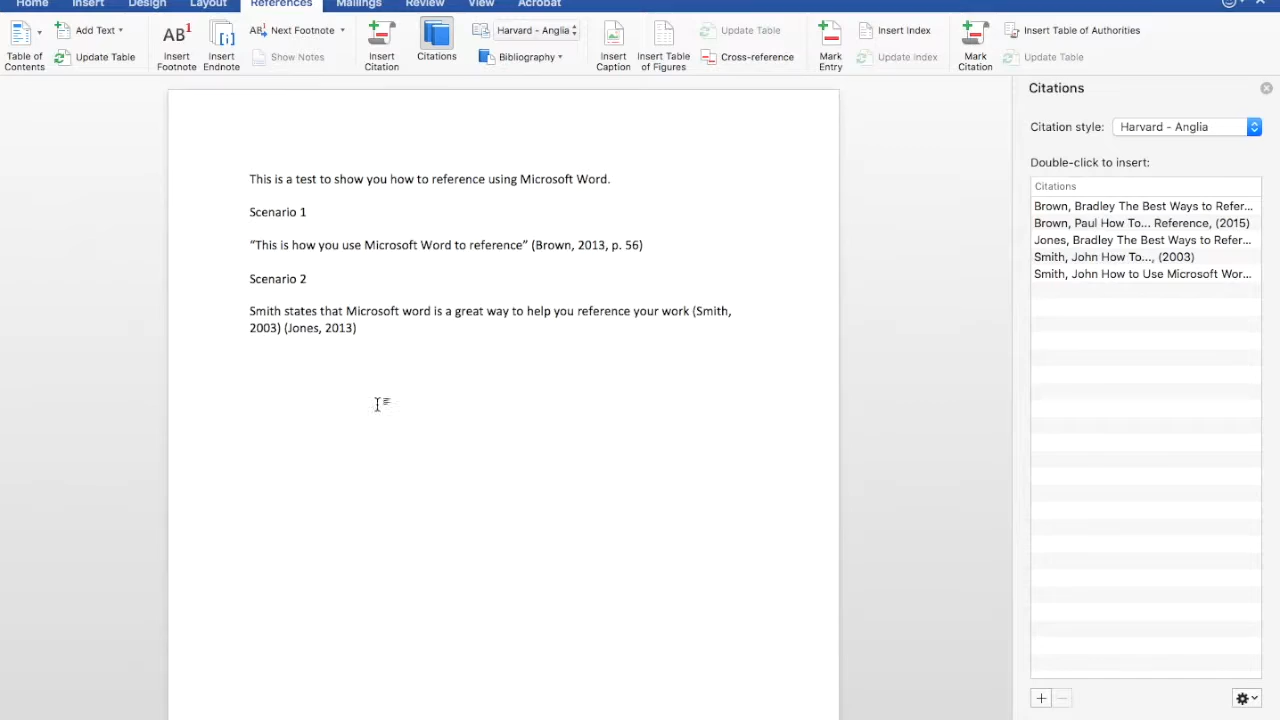 Home Insert Design Layout References Mailings Review View Acrobat
Table of Contents
Add Text
Update Table
AB¹
Insert Footnote
[i]
Insert Endnote
AB¹ Next Footnote
Show Notes
Insert Citation
Citations
Harvard - Anglia
Bibliography
Insert Caption
Insert Table of Figures
Update Table
Cross-reference
Mark Entry
Insert Index
Update Index
Mark Citation
Insert Table of Authorities
Update Table
This is a test to show you how to reference using Microsoft Word.
Scenario 1
“This is how you use Microsoft Word to reference” (Brown, 2013, p. 56)
Scenario 2
Smith states that Microsoft word is a great way to help you reference your work (Smith,
2003) (Jones, 2013)
Citations
Citation style: Harvard - Anglia
Double-click to insert:
Citations
Brown, Bradley The Best Ways to Refer...
Brown, Paul How To... Reference, (2015)
Jones, Bradley The Best Ways to Refer...
Smith, John How To..., (2003)
Smith, John How to Use Microsoft Wor...